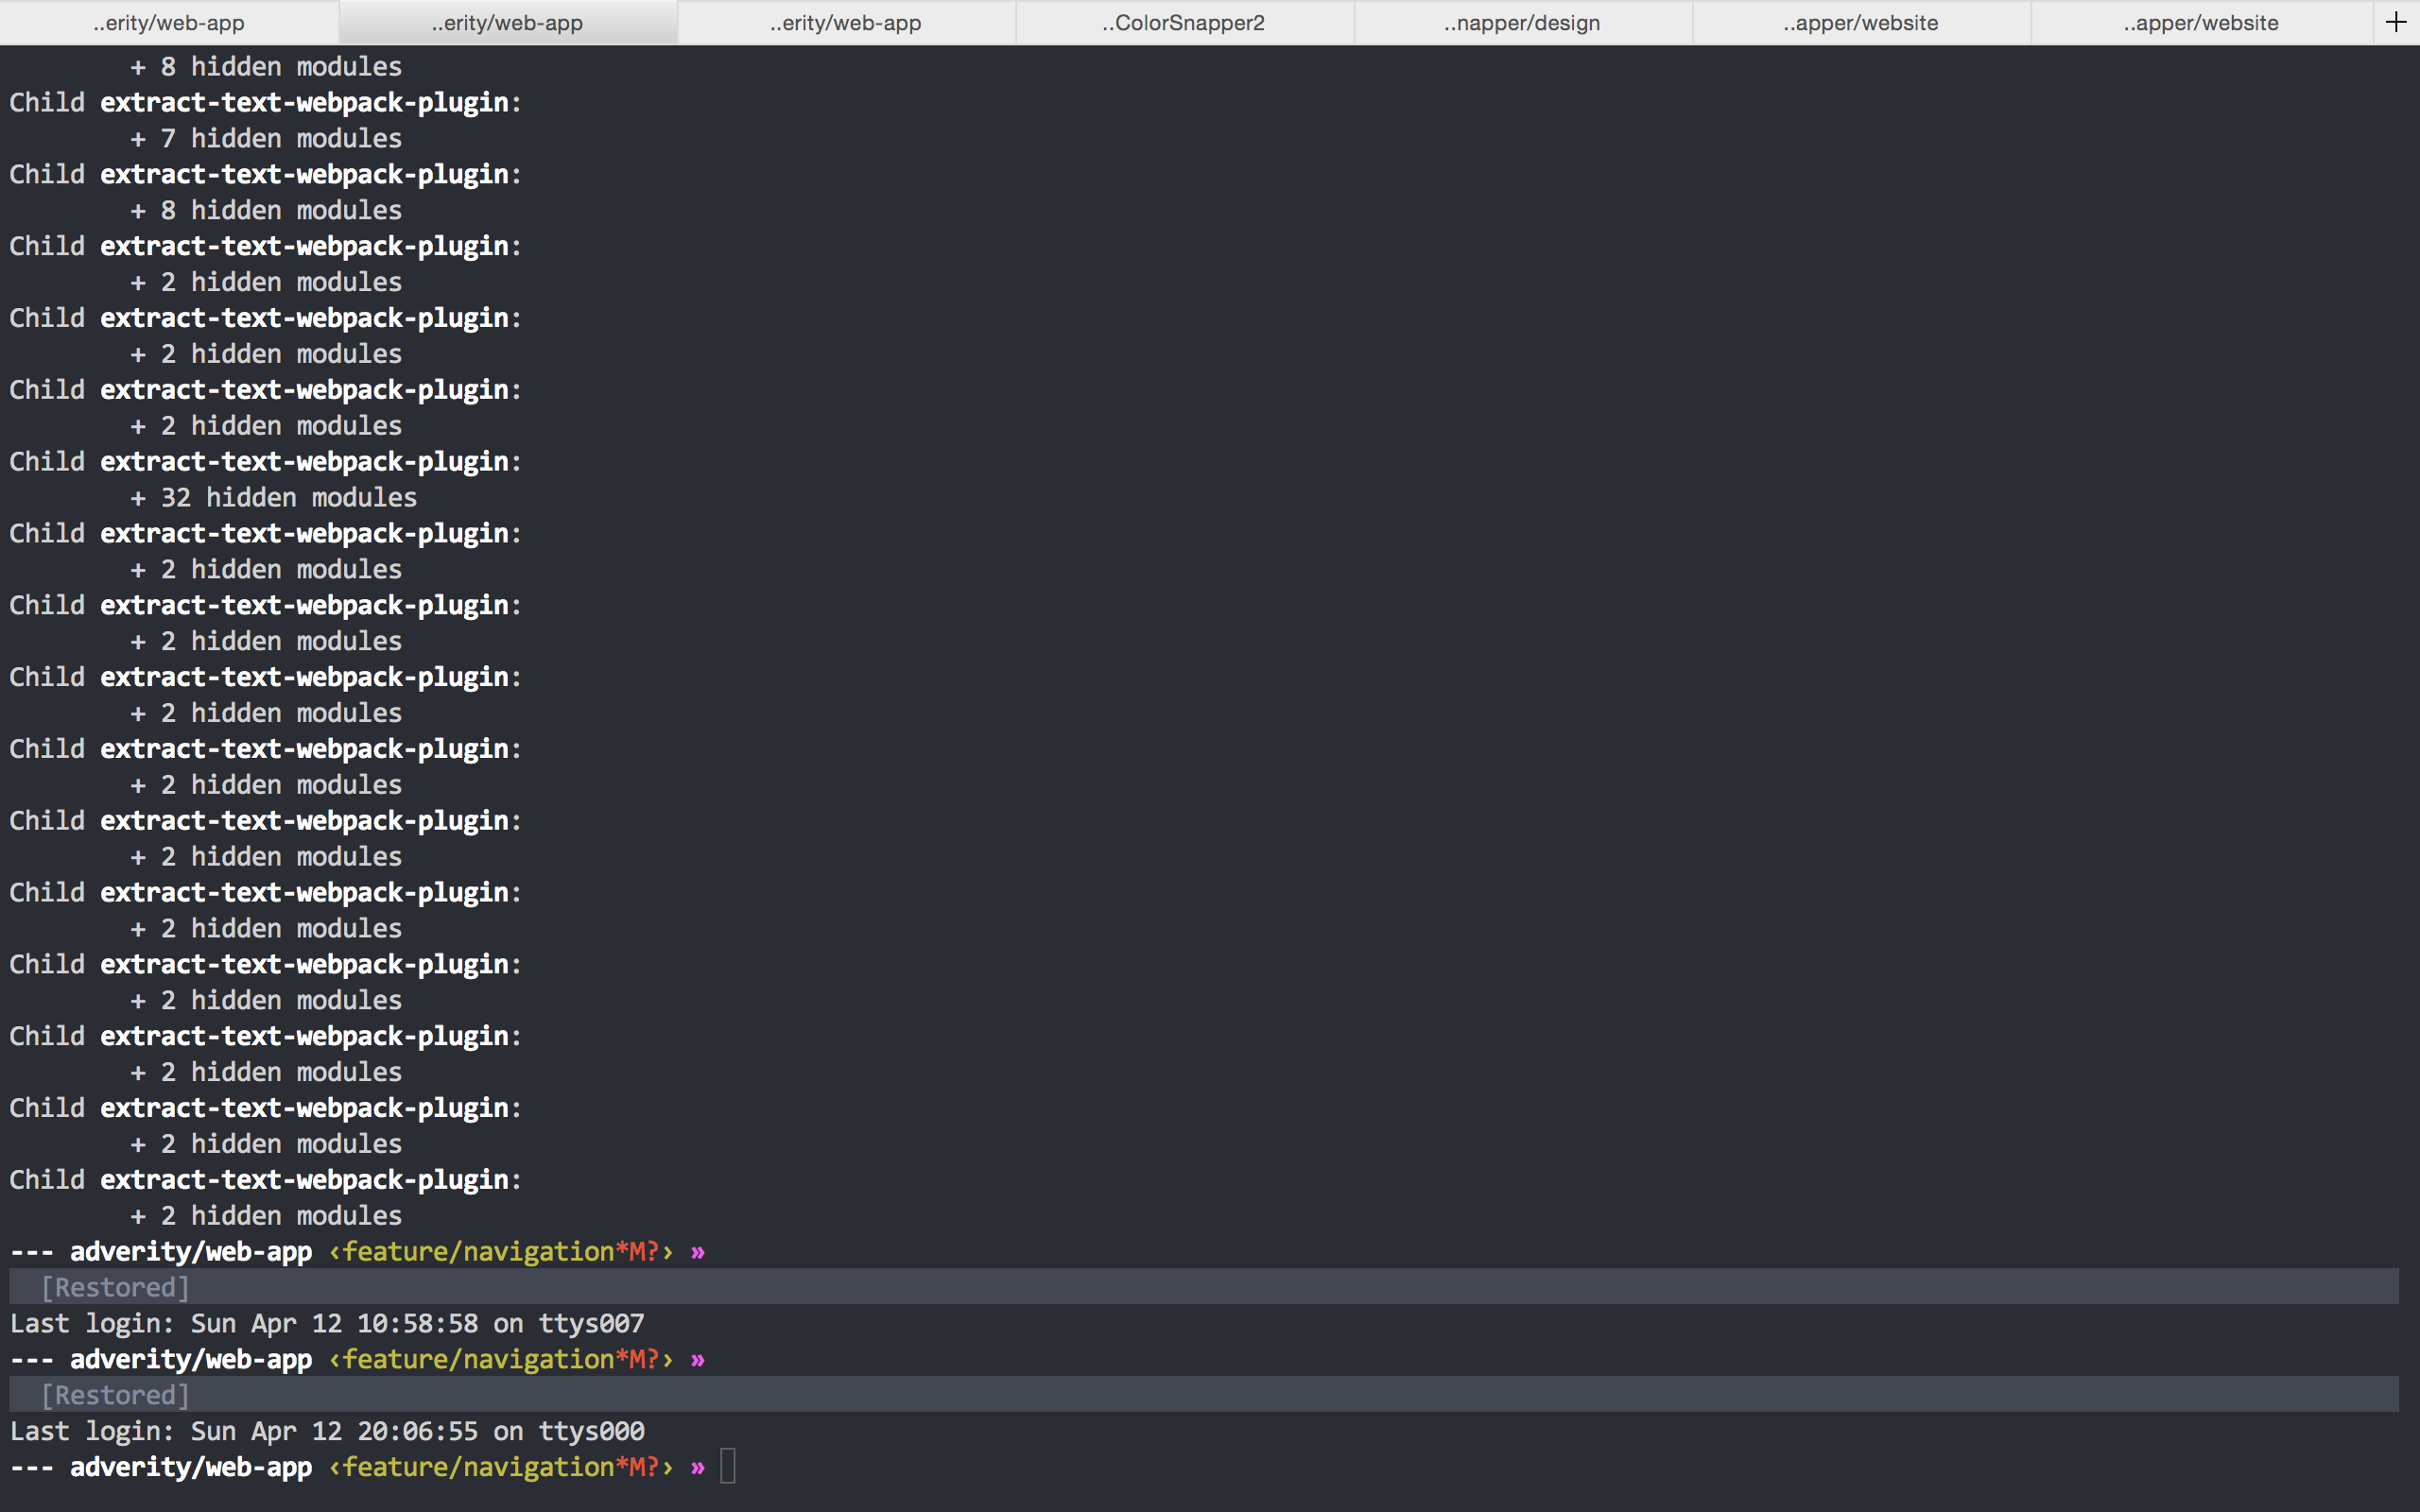 ..erity/web-app ..erity/web-app ..erity/web-app ..ColorSnapper2 ..napper/design ..apper/website ..apper/website +
+ 8 hidden modules
Child extract-text-webpack-plugin:
+ 7 hidden modules
Child extract-text-webpack-plugin:
+ 8 hidden modules
Child extract-text-webpack-plugin:
+ 2 hidden modules
Child extract-text-webpack-plugin:
+ 2 hidden modules
Child extract-text-webpack-plugin:
+ 2 hidden modules
Child extract-text-webpack-plugin:
+ 32 hidden modules
Child extract-text-webpack-plugin:
+ 2 hidden modules
Child extract-text-webpack-plugin:
+ 2 hidden modules
Child extract-text-webpack-plugin:
+ 2 hidden modules
Child extract-text-webpack-plugin:
+ 2 hidden modules
Child extract-text-webpack-plugin:
+ 2 hidden modules
Child extract-text-webpack-plugin:
+ 2 hidden modules
Child extract-text-webpack-plugin:
+ 2 hidden modules
Child extract-text-webpack-plugin:
+ 2 hidden modules
Child extract-text-webpack-plugin:
+ 2 hidden modules
Child extract-text-webpack-plugin:
+ 2 hidden modules
--- adverity/web-app ‹feature/navigation*M?› »
[Restored]
Last login: Sun Apr 12 10:58:58 on ttys007
--- adverity/web-app ‹feature/navigation*M?› »
[Restored]
Last login: Sun Apr 12 20:06:55 on ttys000
--- adverity/web-app ‹feature/navigation*M?› »